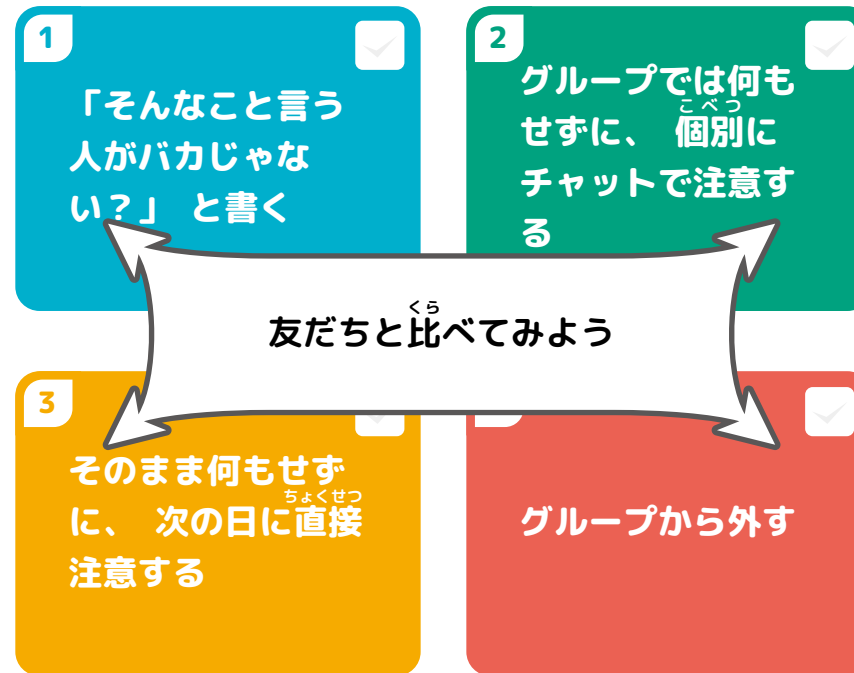 1
「そんなこと言う
人がバカじゃな
い？」 と書く
2
グループでは何も
こべつ
せずに、 個別に
チャットで注意す
る
くら
友だちと比べてみよう
3
そのまま何もせず
ちょくせつ
に、 次の日に直接
注意する
グループから外す